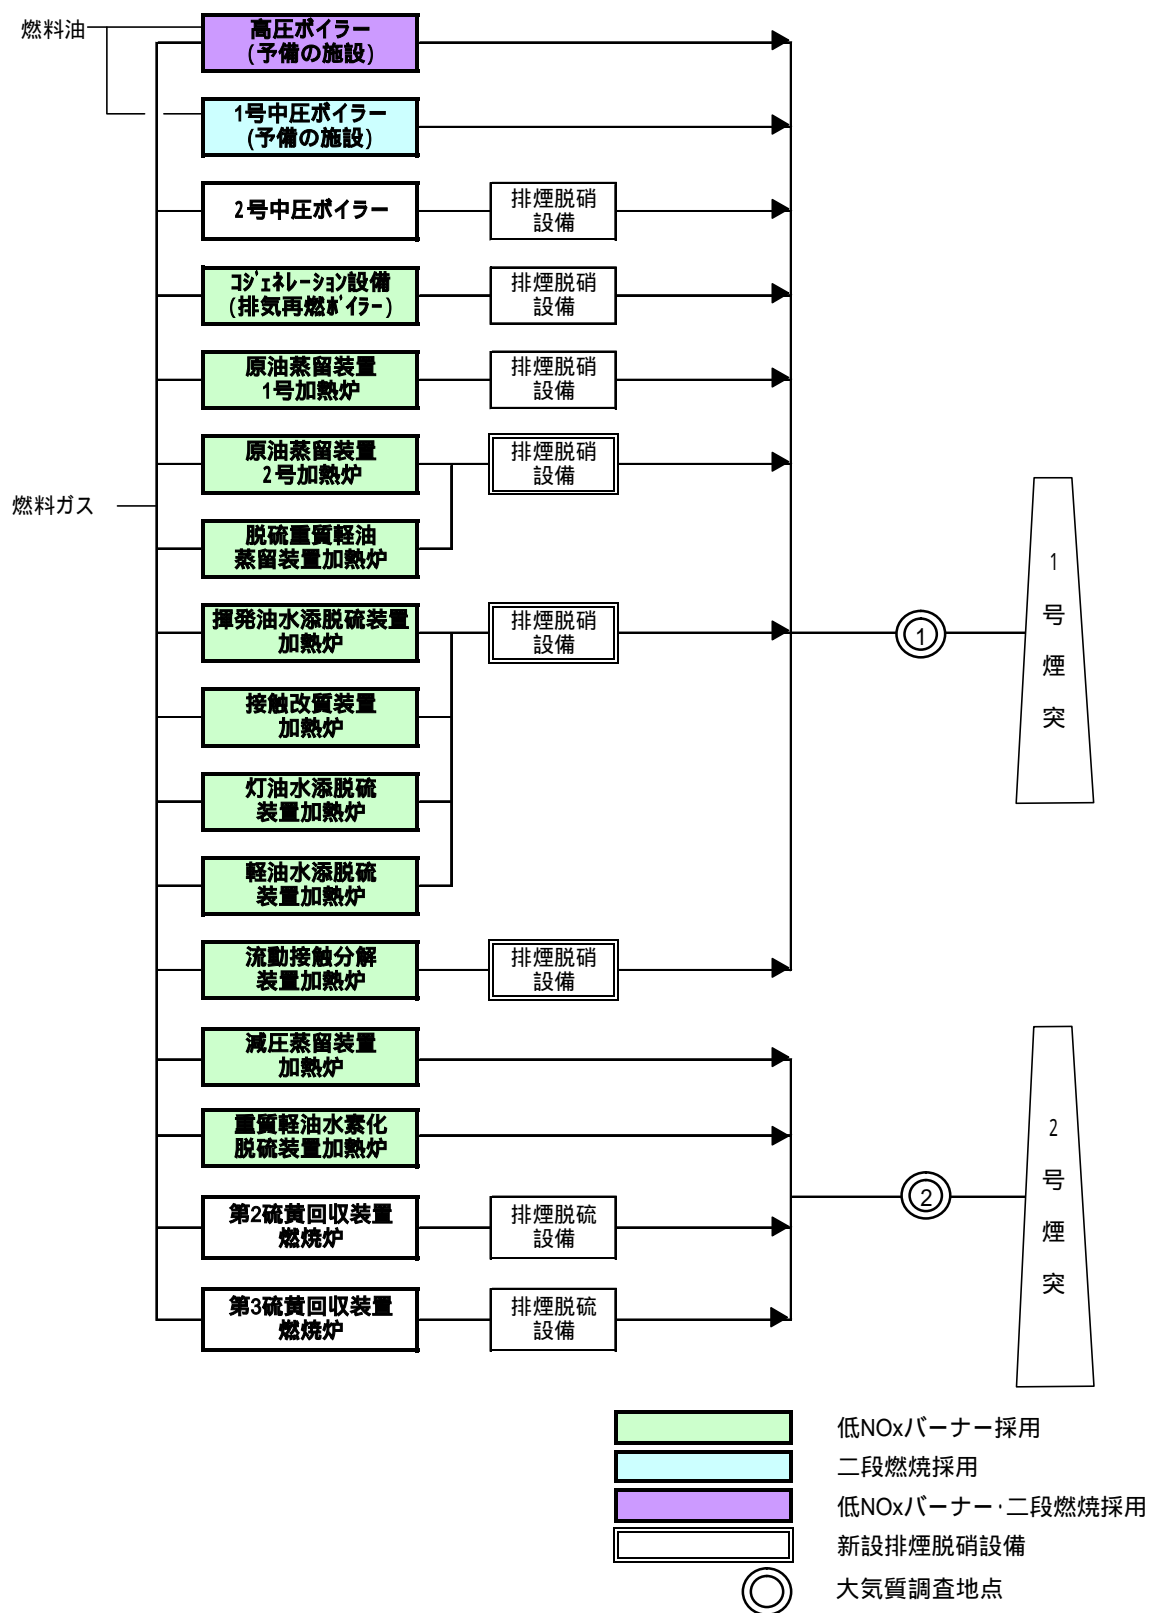 燃料油
高圧ボイラー
(予備の施設)
1号中圧ボイラー
(予備の施設)
2号中圧ボイラー
排煙脱硝
設備
コジェネレーション設備
(排気再燃ボイラー)
排煙脱硝
設備
原油蒸留装置
1号加熱炉
排煙脱硝
設備
原油蒸留装置
2号加熱炉
排煙脱硝
設備
燃料ガス
脱硫重質軽油
蒸留装置加熱炉
揮発油水添脱硫装置
加熱炉
排煙脱硝
設備
接触改質装置
加熱炉
灯油水添脱硫
装置加熱炉
軽油水添脱硫
装置加熱炉
流動接触分解
装置加熱炉
排煙脱硝
設備
1
1号煙突
減圧蒸留装置
加熱炉
重質軽油水素化
脱硫装置加熱炉
第2硫黄回収装置
燃焼炉
排煙脱硫
設備
第3硫黄回収装置
燃焼炉
排煙脱硫
設備
2
2号煙突
低NOxバーナー採用
二段燃焼採用
低NOxバーナー・二段燃焼採用
新設排煙脱硝設備
大気質調査地点